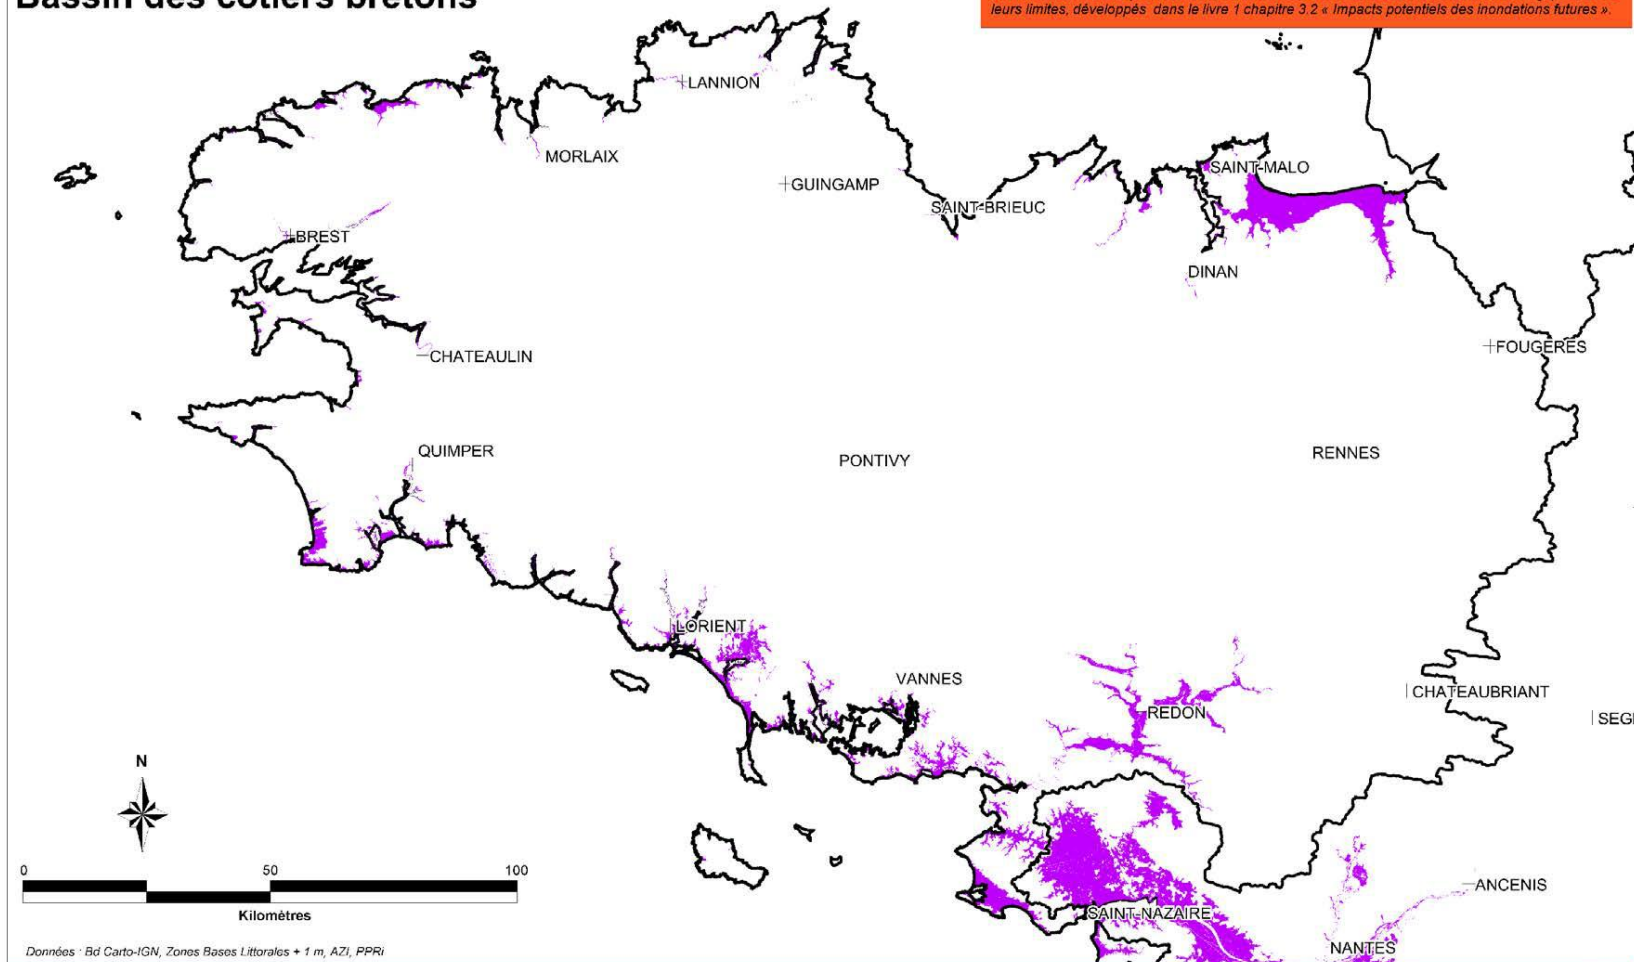 Bassin des côtiers bretons
leurs limites, développés dans le livre 1 chapitre 3.2 « Impacts potentiels des inondations futures ».
LANNION
MORLAIX
SAINT-MALO
GUINGAMP
SAINT-BRIEUC
BREST
DINAN
FOUGERES
CHATEAULIN
QUIMPER
RENNES
PONTIVY
LORIENT
VANNES
CHATEAUBRIANT
REDON
SEG
N
0 50 100
Kilomètres
ANCENIS
SAINT-NAZAIRE
NANTES
Données : Bd Carto-IGN, Zones Bases Littorales + 1 m, AZI, PPRi